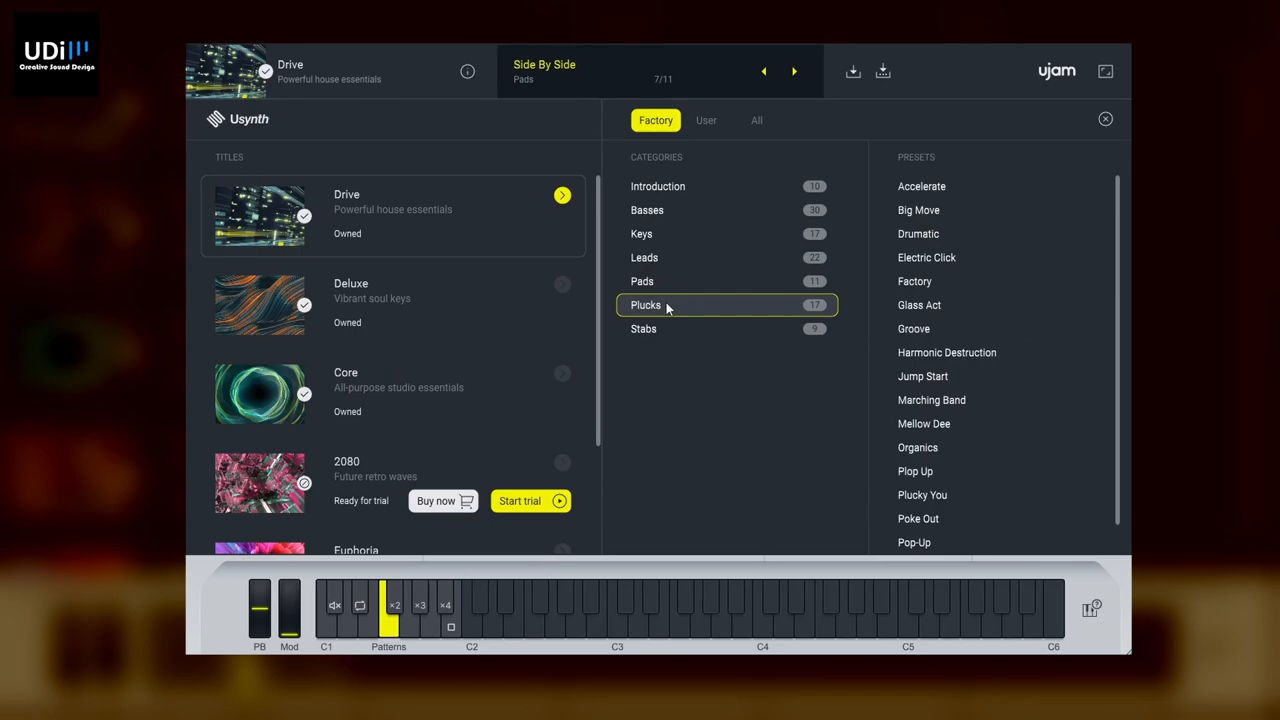 UDi
Creative Sound Design
Drive
Powerful house essentials
Side By Side
Pads
7/11
ujam
Usynth
Factory
User
All
TITLES
Drive
Powerful house essentials
Owned
Deluxe
Vibrant soul keys
Owned
Core
All-purpose studio essentials
Owned
2080
Future retro waves
Ready for trial
Buy now
Start trial
Euphoria
CATEGORIES
Introduction 10
Basses 30
Keys 17
Leads 22
Pads 11
Plucks 17
Stabs 9
PRESETS
Accelerate
Big Move
Drumatic
Electric Click
Factory
Glass Act
Groove
Harmonic Destruction
Jump Start
Marching Band
Mellow Dee
Organics
Plop Up
Plucky You
Poke Out
Pop-Up
×2 ×3 ×4
PB Mod C1 Patterns C2 C3 C4 C5 C6